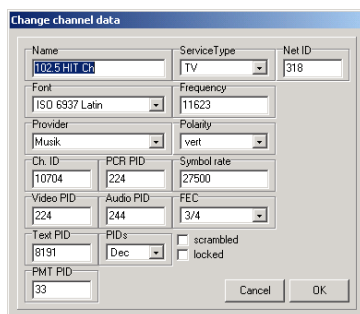 Change channel data
Name ServiceType Net ID
102.5 HIT Ch TV 318
Font Frequency
ISO 6937 Latin 11623
Provider Polarity
Musik vert
Ch. ID PCR PID Symbol rate
10704 224 27500
Video PID Audio PID FEC
224 244 3/4
Text PID PIDs
8191 Dec scrambled
locked
PMT PID
33 Cancel OK